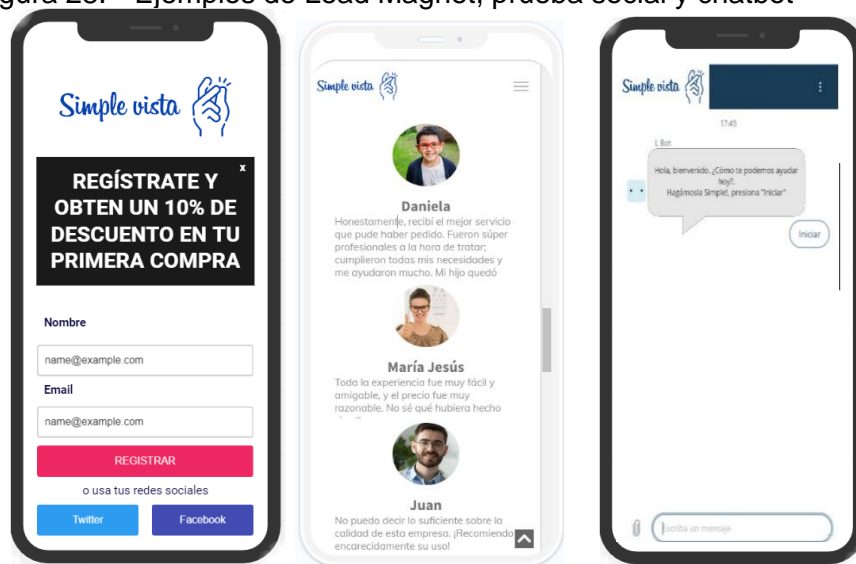 gura 28. Ejemplos de Lead Magnet, prueba social y chatbot
Simple vista
x
REGÍSTRATE Y
OBTEN UN 10% DE
DESCUENTO EN TU
PRIMERA COMPRA
Nombre
name@example.com
Email
name@example.com
REGISTRAR
o usa tus redes sociales
Twitter
Facebook
Simple vista
Daniela
Honestamente, recibí el mejor servicio
que pude haber pedido. Fueron súper
profesionales a la hora de tratar;
cumplieron todas mis necesidades y
me ayudaron mucho. Mi hijo quedó
María Jesús
Toda la experiencia fue muy fácil y
amigable, y el precio fue muy
razonable. No sé qué hubiera hecho
Juan
No puedo decir lo suficiente sobre la
calidad de esta empresa. ¡Recomiendo
encarecidamente su uso!
Simple vista
17:45
L Bot
Hola, bienvenido. ¿Cómo te podemos ayudar
hoy?.
Hagámosla Simple!, presiona "Iniciar"
Iniciar
Escriba un mensaje